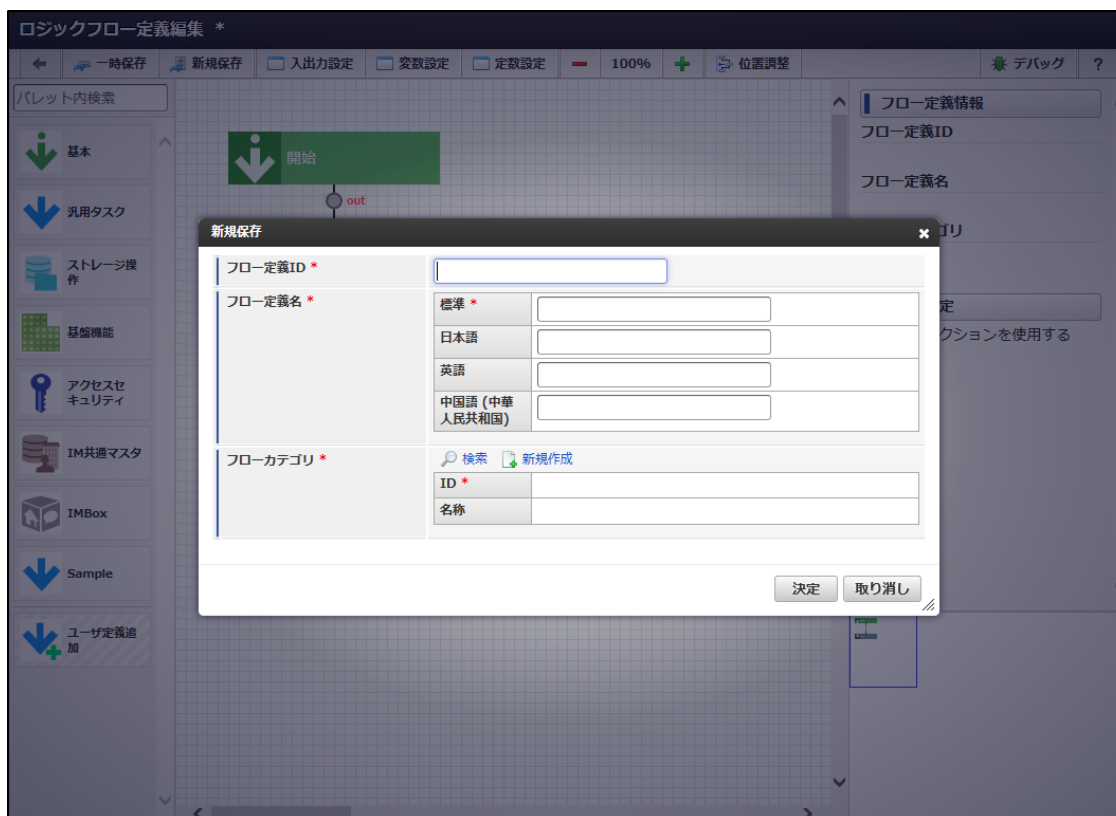 ロジックフロー定義編集 *
一時保存 新規保存 入出力設定 変数設定 定数設定 100% 位置調整 デバッグ ?
パレット内検索
基本
汎用タスク
ストレージ操
作
基盤機能
アクセスセ
キュリティ
IM共通マスタ
IMBox
Sample
ユーザ定義追
加
開始
out
フロー定義情報
フロー定義ID
フロー定義名
ゴリ
定
クションを使用する
新規保存
フロー定義ID *
フロー定義名 *
標準 *
日本語
英語
中国語 (中華
人民共和国)
フローカテゴリ *
検索 新規作成
ID *
名称
決定 取り消し